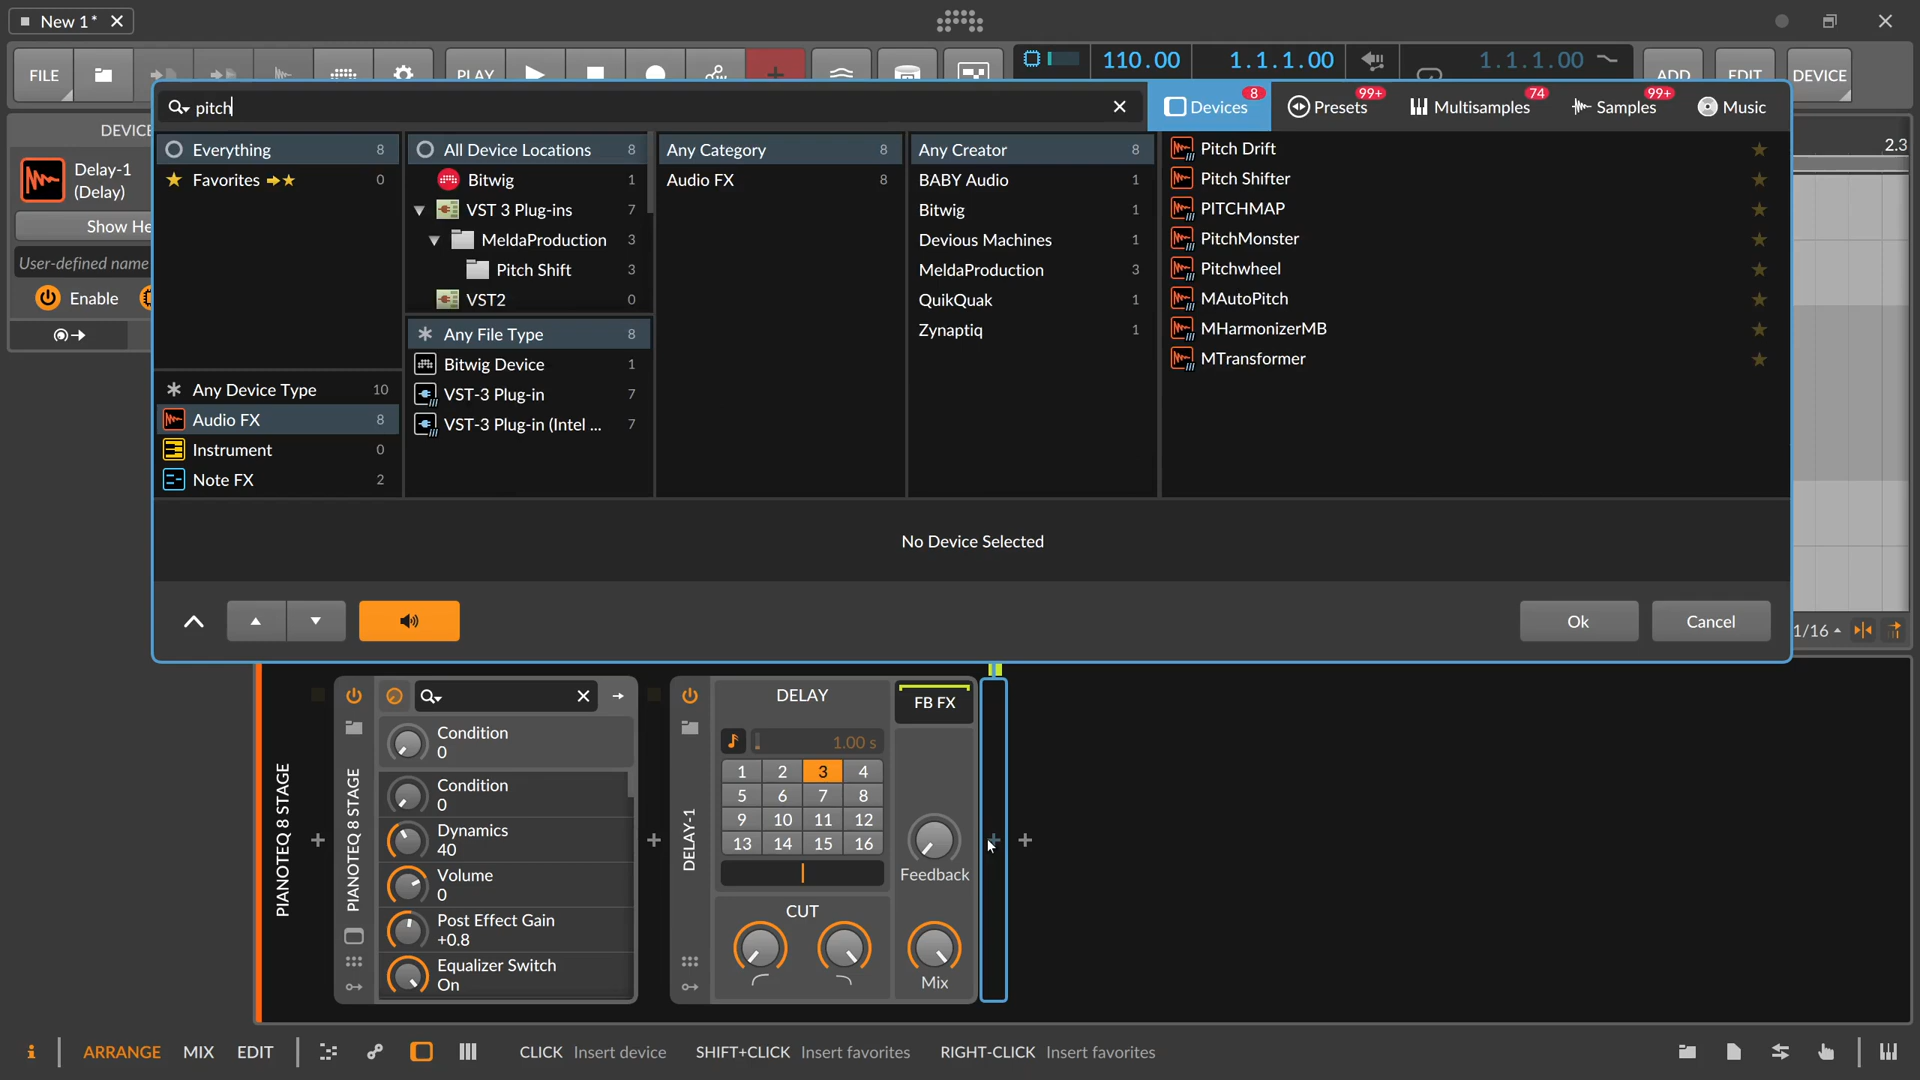 New 1* ×
FILE
PLAY
110.00
1.1.1.00
1.1.1.00
ADD
EDIT
DEVICE
pitch
Devices 8
Presets 99+
Multisamples 74
Samples 99+
Music
DEVICE
Delay-1
(Delay)
Show He
User-defined name
Enable
2.3
Everything 8
Favorites 0
Any Device Type 10
Audio FX 8
Instrument 0
Note FX 2
All Device Locations 8
Bitwig 1
VST 3 Plug-ins 7
MeldaProduction 3
Pitch Shift 3
VST2 0
Any File Type 8
Bitwig Device 1
VST-3 Plug-in 7
VST-3 Plug-in (Intel ... 7
Any Category 8
Audio FX 8
Any Creator 8
BABY Audio 1
Bitwig 1
Devious Machines 1
MeldaProduction 3
QuikQuak 1
Zynaptiq 1
Pitch Drift
Pitch Shifter
PITCHMAP
PitchMonster
Pitchwheel
MAutoPitch
MHarmonizerMB
MTransformer
No Device Selected
Ok
Cancel
1/16
PIANOTEQ 8 STAGE
PIANOTEQ 8 STAGE
Condition
0
Condition
0
Dynamics
40
Volume
0
Post Effect Gain
+0.8
Equalizer Switch
On
DELAY-1
DELAY
1.00 s
1 2 3 4
5 6 7 8
9 10 11 12
13 14 15 16
CUT
FB FX
Feedback
Mix
ARRANGE MIX EDIT
CLICK Insert device
SHIFT+CLICK Insert favorites
RIGHT-CLICK Insert favorites